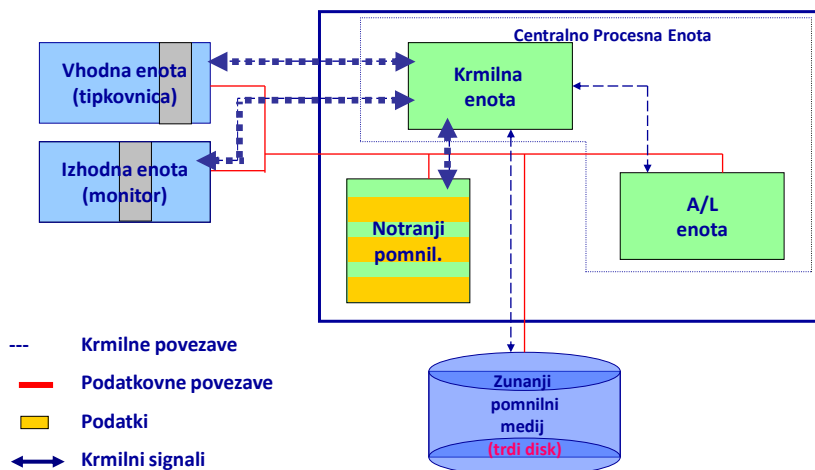 Centralno Procesna Enota
Vhodna enota
(tipkovnica)
Krmilna
enota
Izhodna enota
(monitor)
Notranji
pomnil.
A/L
enota
--- Krmilne povezave
Podatkovne povezave
Podatki
Krmilni signali
Zunanji
pomnilni
medij
(trdi disk)